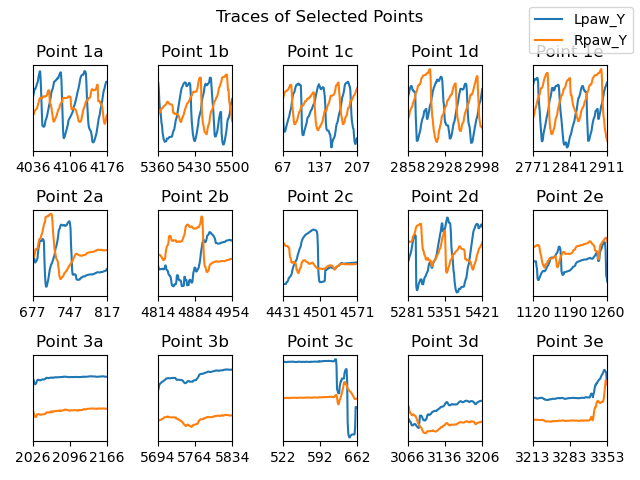 Traces of Selected Points
Lpaw_Y
Rpaw_Y
Point 1a Point 1b Point 1c Point 1d Point 1e
4036 4106 4176 5360 5430 5500 67 137 207 2858 2928 2998 2771 2841 2911
Point 2a Point 2b Point 2c Point 2d Point 2e
677 747 817 4814 4884 4954 4431 4501 4571 5281 5351 5421 1120 1190 1260
Point 3a Point 3b Point 3c Point 3d Point 3e
2026 2096 2166 5694 5764 5834 522 592 662 3066 3136 3206 3213 3283 3353